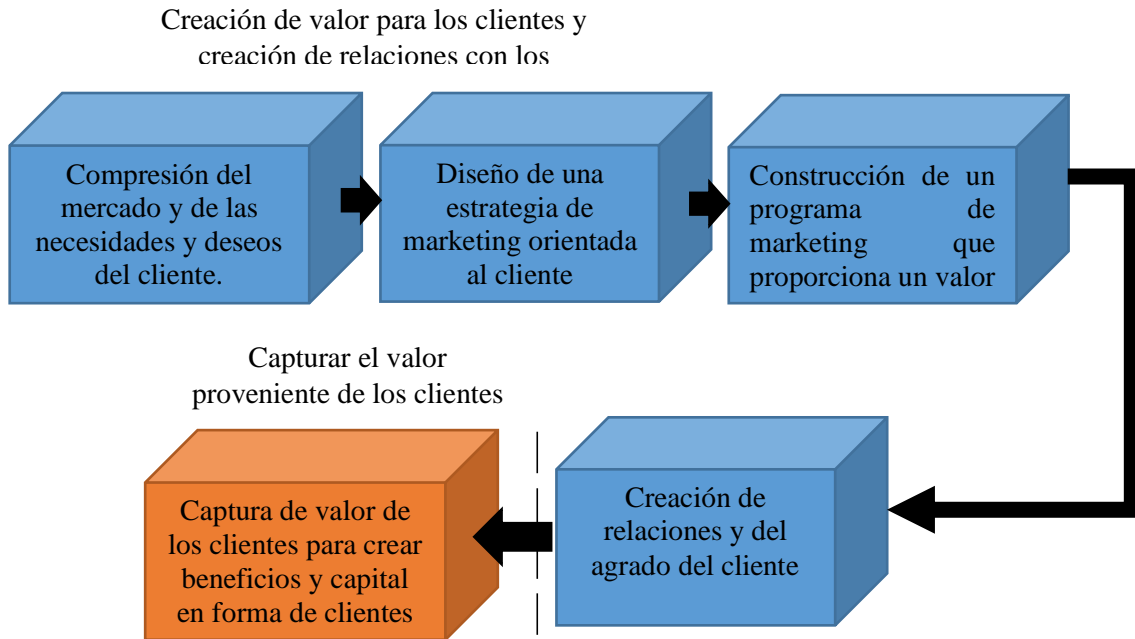 Creación de valor para los clientes y
creación de relaciones con los
Compresión del
mercado y de las
necesidades y deseos
del cliente.
Diseño de una
estrategia de
marketing orientada
al cliente
Construcción de un
programa de
marketing que
proporciona un valor
Capturar el valor
proveniente de los clientes
Captura de valor de
los clientes para crear
beneficios y capital
en forma de clientes
Creación de
relaciones y del
agrado del cliente